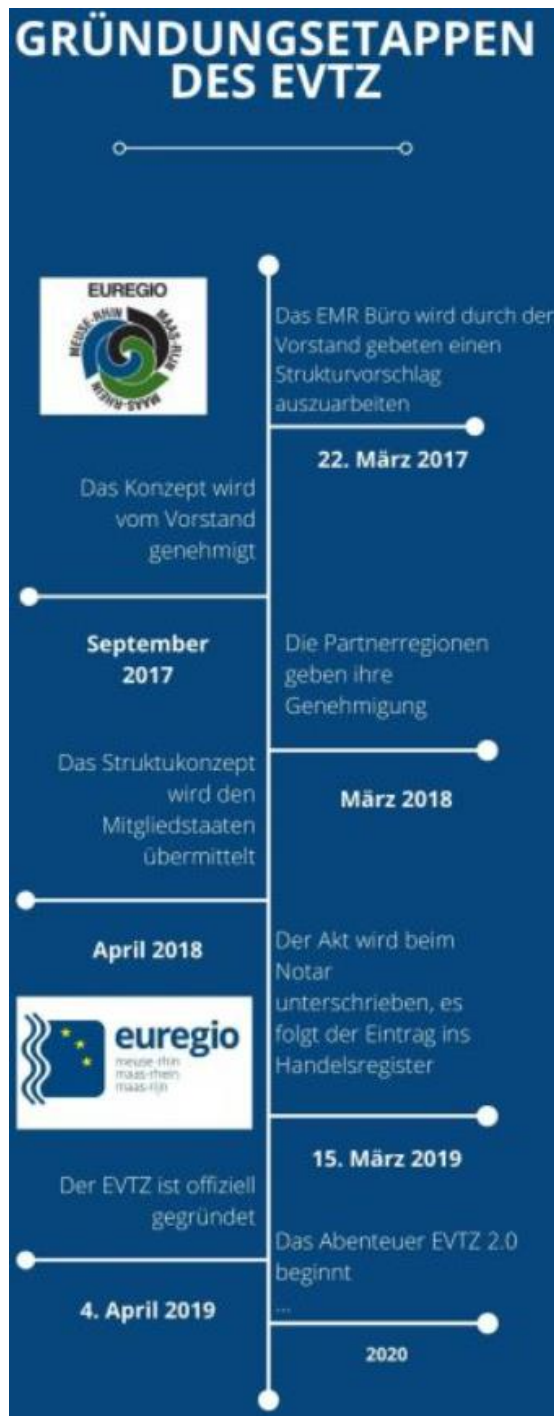 GRÜNDUNGSETAPPEN
DES EVTZ
EUREGIO
MEUSE-RHIN
MAAS-RIJN
MAAS-RHEIN
Das EMR Büro wird durch den
Vorstand gebeten einen
Strukturvorschlag
auszuarbeiten
22. März 2017
Das Konzept wird
vom Vorstand
genehmigt
September
2017
Die Partnerregionen
geben ihre
Genehmigung
März 2018
Das Struktukonzept
wird den
Mitgliedstaaten
übermittelt
April 2018
euregio
meuse-rhin
maas-rhein
maas-rijn
Der Akt wird beim
Notar
unterschrieben, es
folgt der Eintrag ins
Handelsregister
15. März 2019
Der EVTZ ist offiziell
gegründet
4. April 2019
Das Abenteuer EVTZ 2.0
beginnt
...
2020